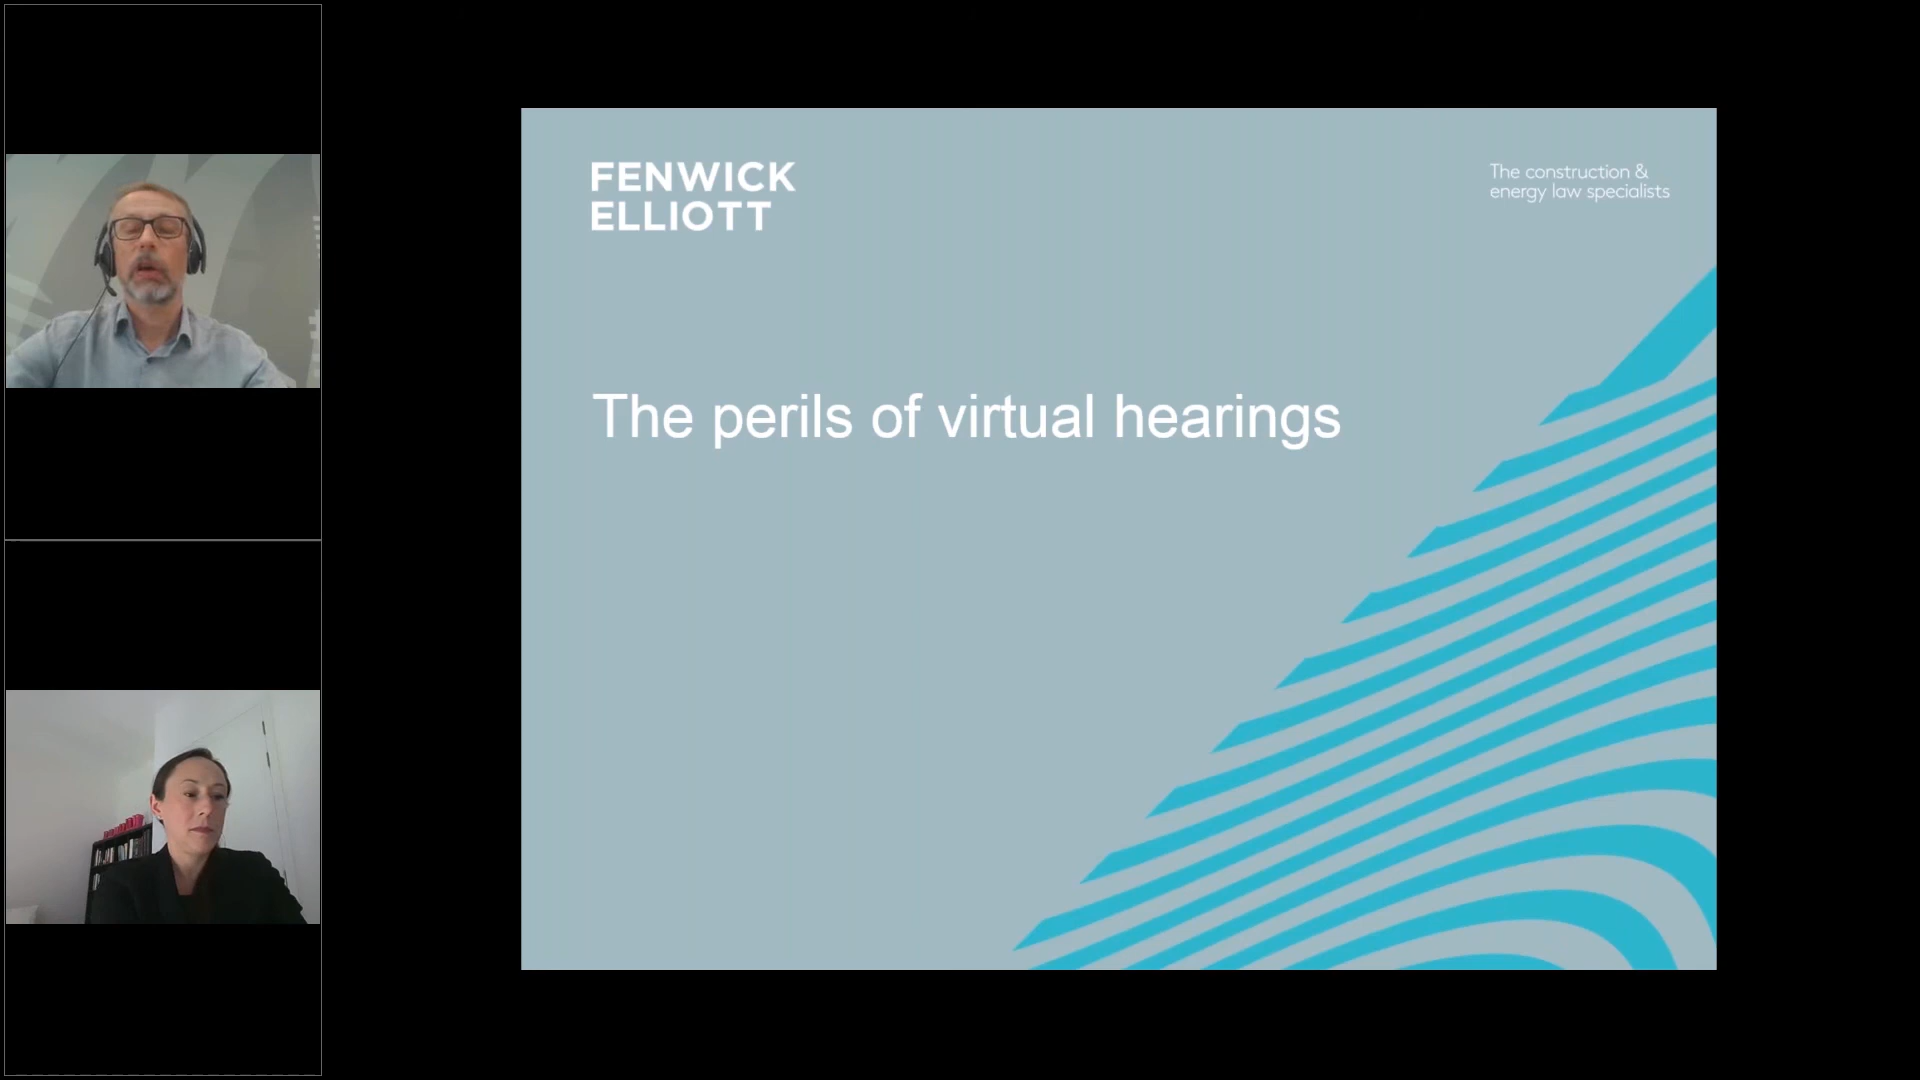 FENWICK
ELLIOTT
The construction &
energy law specialists
The perils of virtual hearings